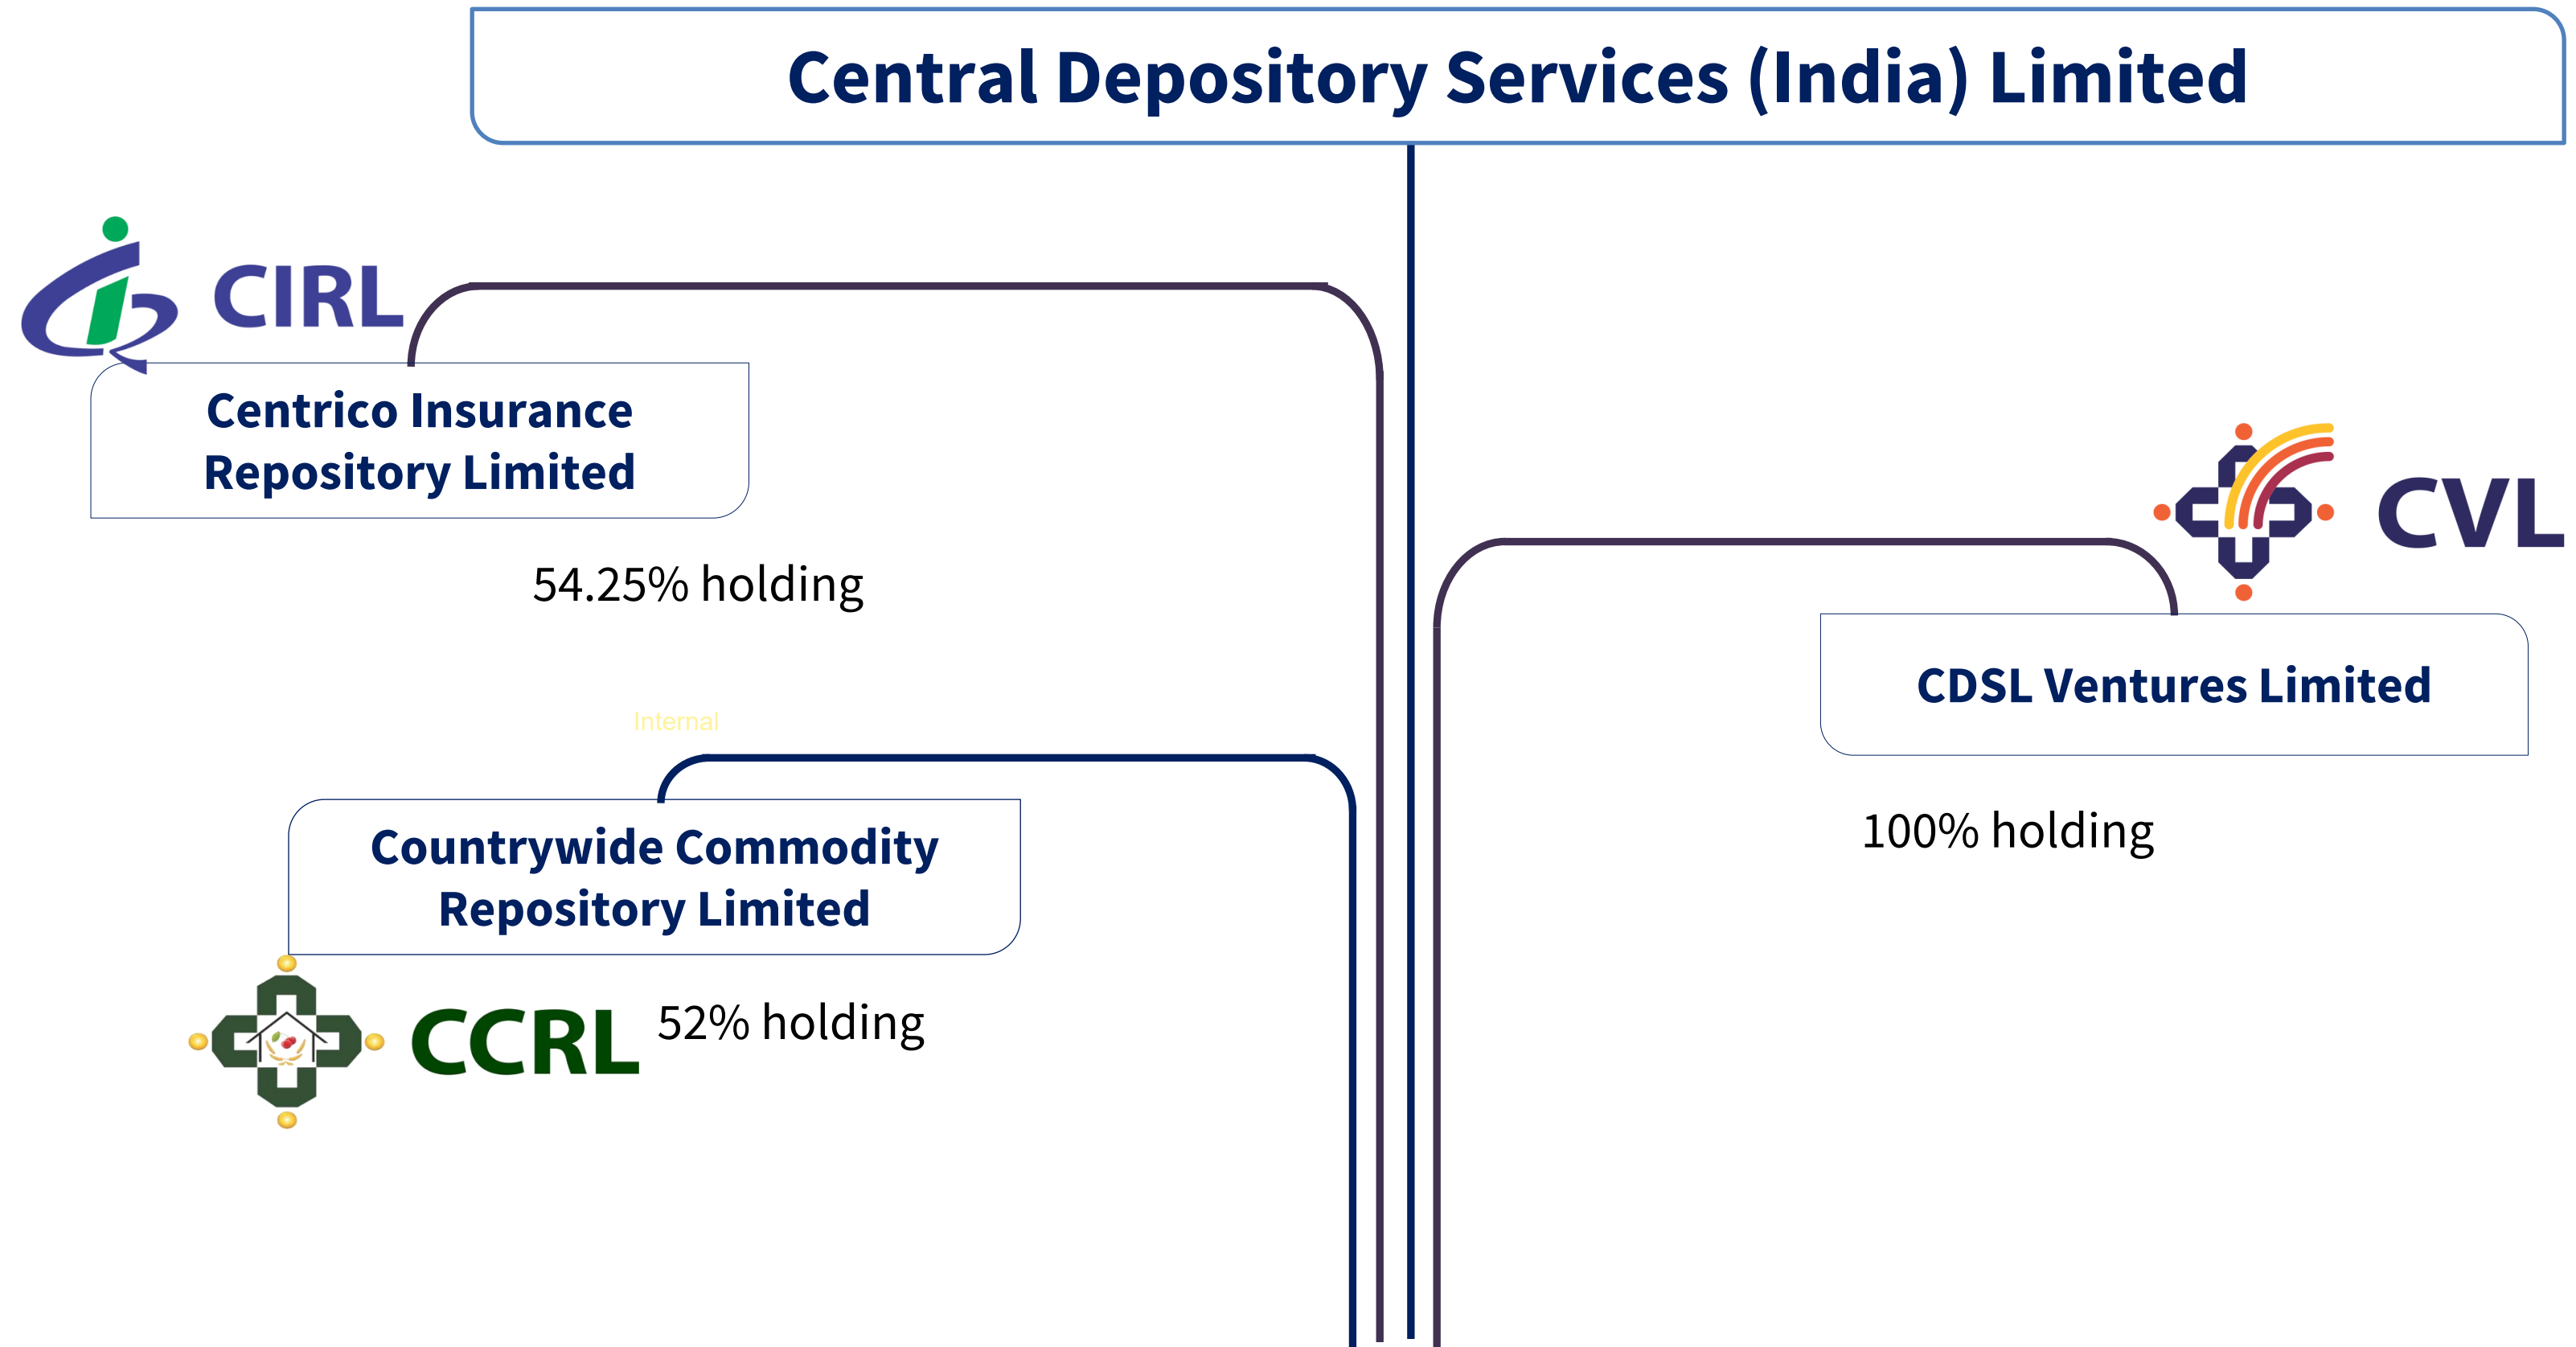 Central Depository Services (India) Limited
CIRL
Centrico Insurance
Repository Limited
54.25% holding
CVL
CDSL Ventures Limited
100% holding
Internal
Countrywide Commodity
Repository Limited
CCRL
52% holding